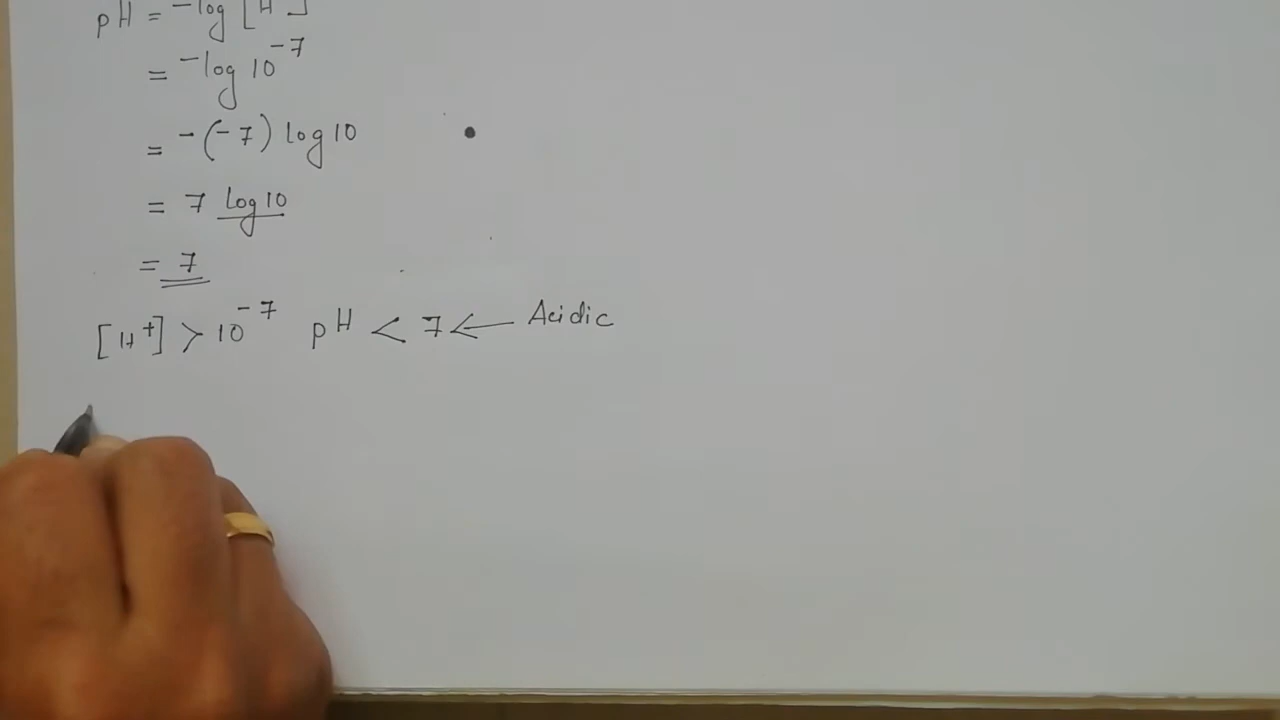 pH = -log [H ]
= -log 10⁻⁷
= -(-7) log 10
= 7 log 10
= 7
[H⁺] > 10⁻⁷ pH < 7 ← Acidic